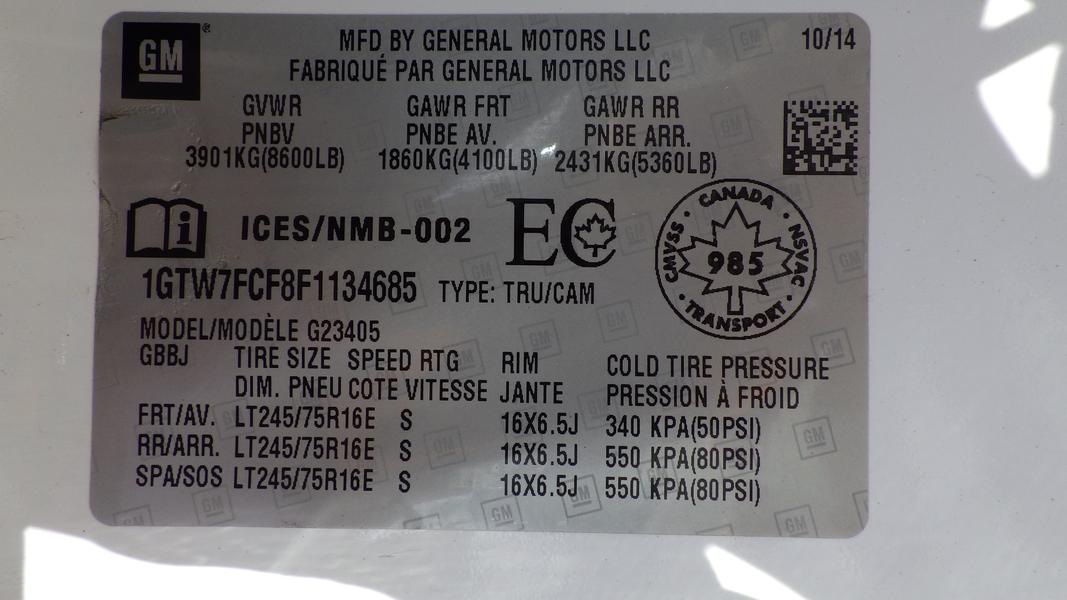 GM
MFD BY GENERAL MOTORS LLC 10/14
FABRIQUÉ PAR GENERAL MOTORS LLC
GVWR GAWR FRT GAWR RR
PNBV PNBE AV. PNBE ARR.
3901KG(8600LB) 1860KG(4100LB) 2431KG(5360LB)
i ICES/NMB-002 EC
CANADA · NSVAC · TRANSPORT · CMVSS ·
985
1GTW7FCF8F1134685 TYPE: TRU/CAM
MODEL/MODÈLE G23405
GBBJ TIRE SIZE SPEED RTG RIM COLD TIRE PRESSURE
DIM. PNEU COTE VITESSE JANTE PRESSION À FROID
FRT/AV. LT245/75R16E S 16X6.5J 340 KPA(50PSI)
RR/ARR. LT245/75R16E S 16X6.5J 550 KPA(80PSI)
SPA/SOS LT245/75R16E S 16X6.5J 550 KPA(80PSI)